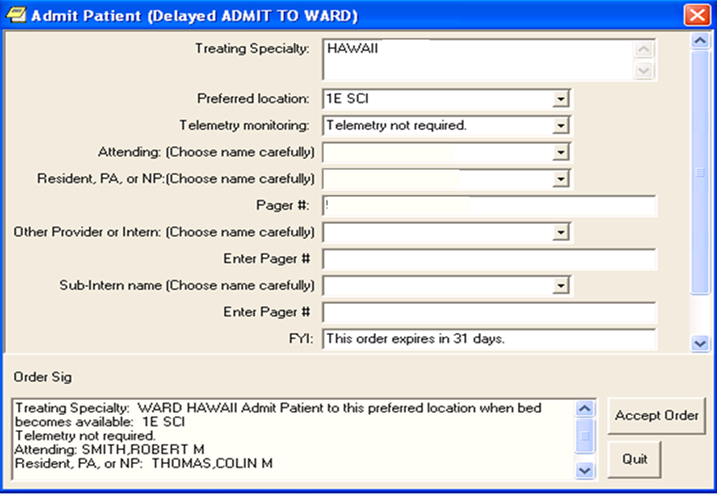 Admit Patient (Delayed ADMIT TO WARD)
Treating Specialty: HAWAII
Preferred location: 1E SCI
Telemetry monitoring: Telemetry not required.
Attending: (Choose name carefully)
Resident, PA, or NP:(Choose name carefully)
Pager #: !
Other Provider or Intern: (Choose name carefully)
Enter Pager #
Sub-Intern name (Choose name carefully)
Enter Pager #
FYI: This order expires in 31 days.
Order Sig
Treating Specialty: WARD HAWAII Admit Patient to this preferred location when bed
becomes available: 1E SCI
Telemetry not required.
Attending: SMITH,ROBERT M
Resident, PA, or NP: THOMAS,COLIN M
Accept Order
Quit